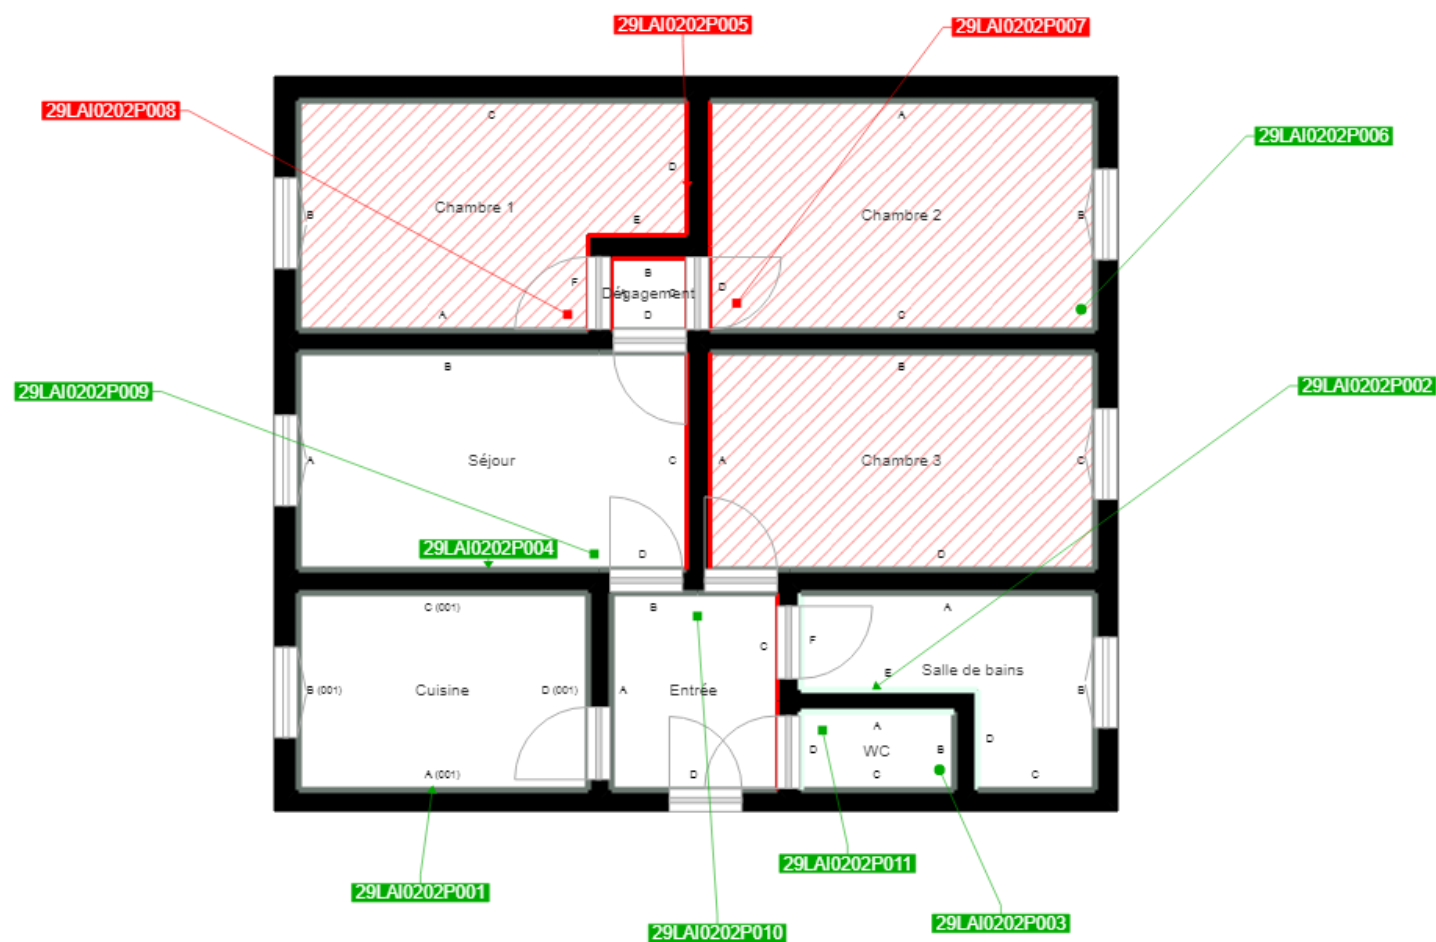 29LAI0202P005
29LAI0202P007
29LAI0202P008
29LAI0202P006
C
A
D
Chambre 1
B
E
Chambre 2
B
F
B
A
C
Dégagement
D
D
A
C
29LAI0202P009
29LAI0202P002
B
B
A
Séjour
C
A
Chambre 3
C
29LAI0202P004
D
D
C (001)
B
A
C
F
B (001)
Cuisine
D (001)
A
Entrée
E
Salle de bains
B
A
D
WC
B
D
A (001)
D
C
C
29LAI0202P001
29LAI0202P011
29LAI0202P010
29LAI0202P003